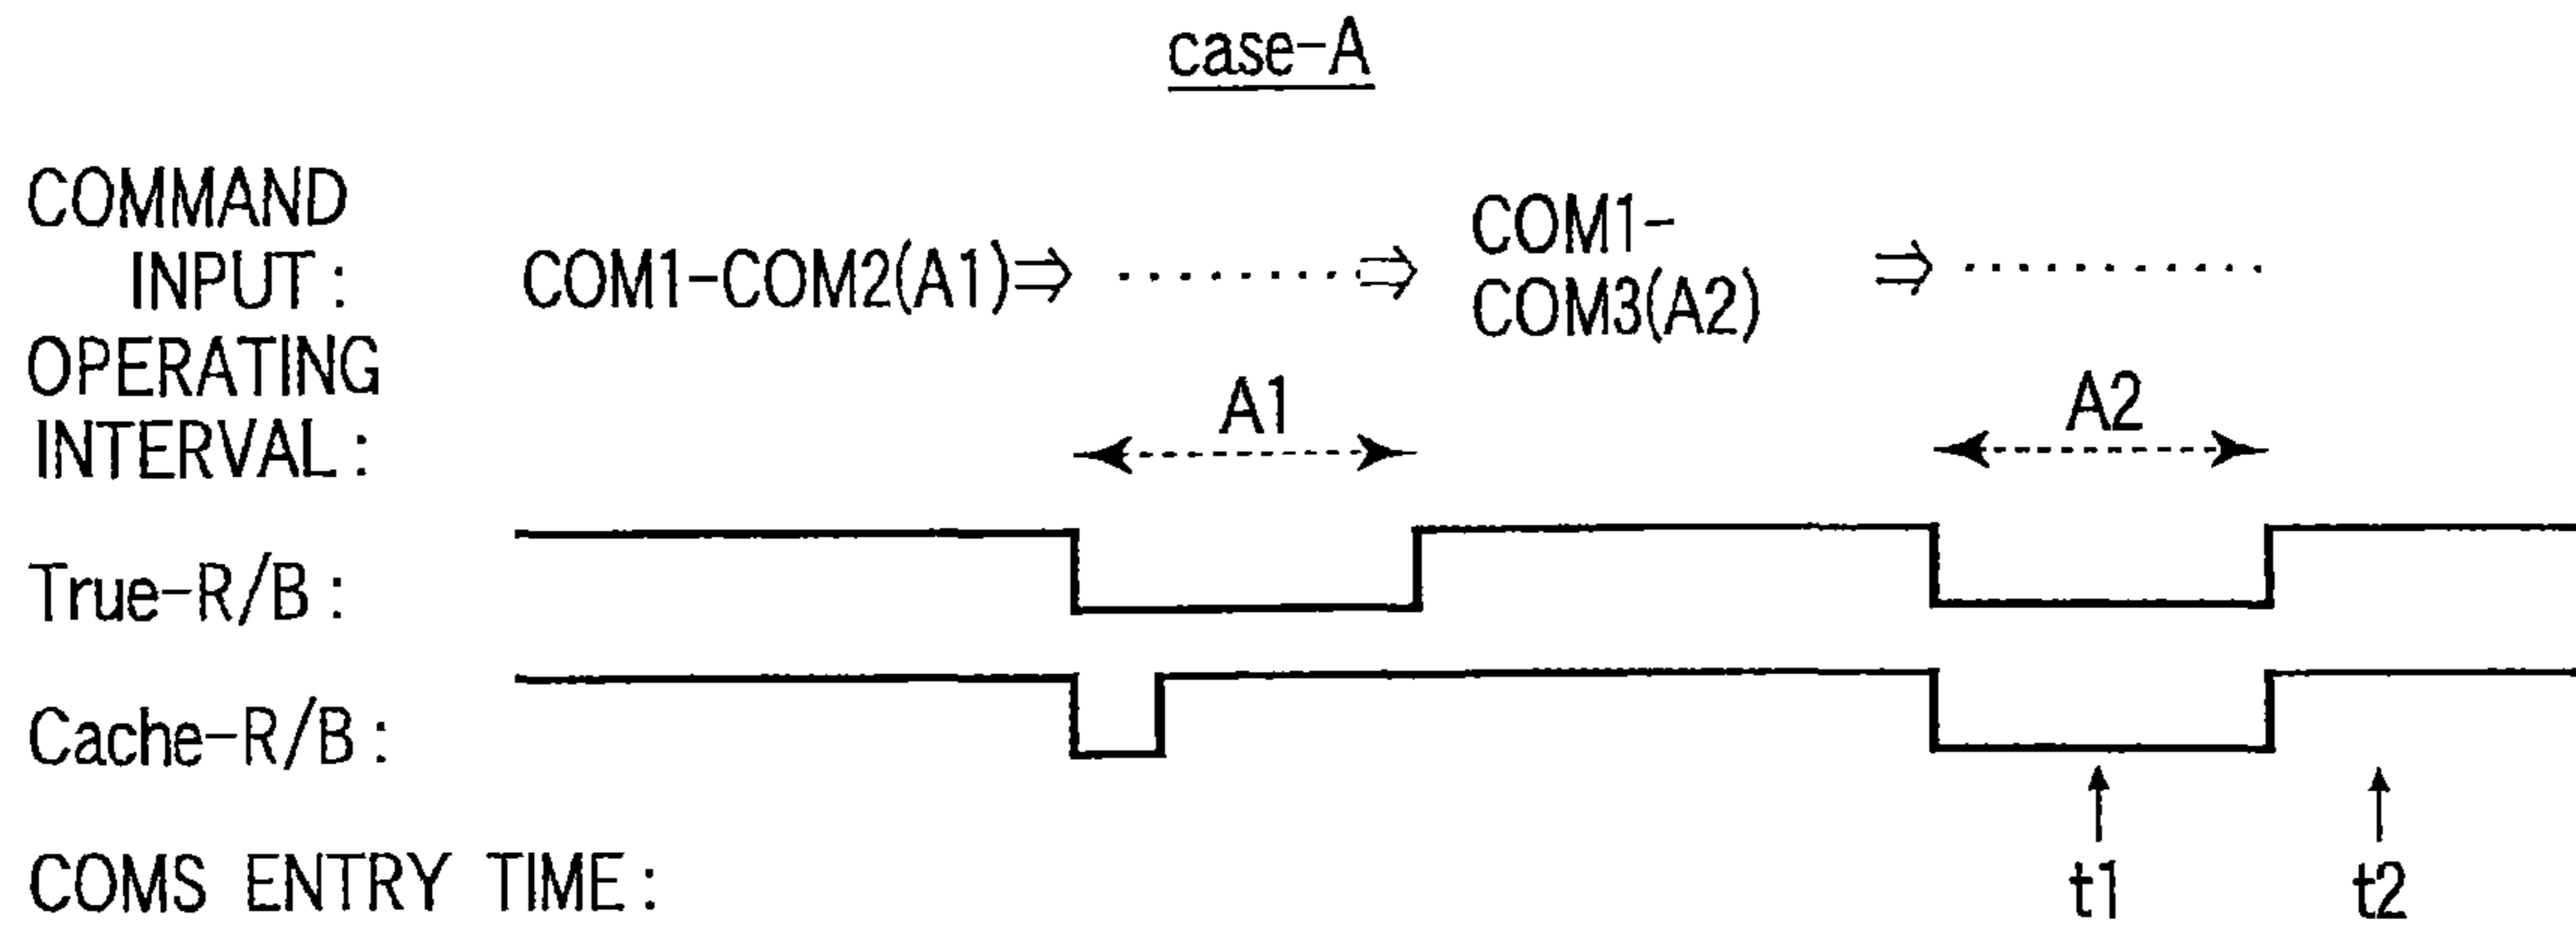 case-A
COMMAND
INPUT :
COM1-COM2(A1)⇒ ⋯⋯⋯⇒ COM1-
COM3(A2) ⇒ ⋯⋯⋯
OPERATING
INTERVAL :
A1
A2
True-R/B :
Cache-R/B :
COMS ENTRY TIME :
t1
t2